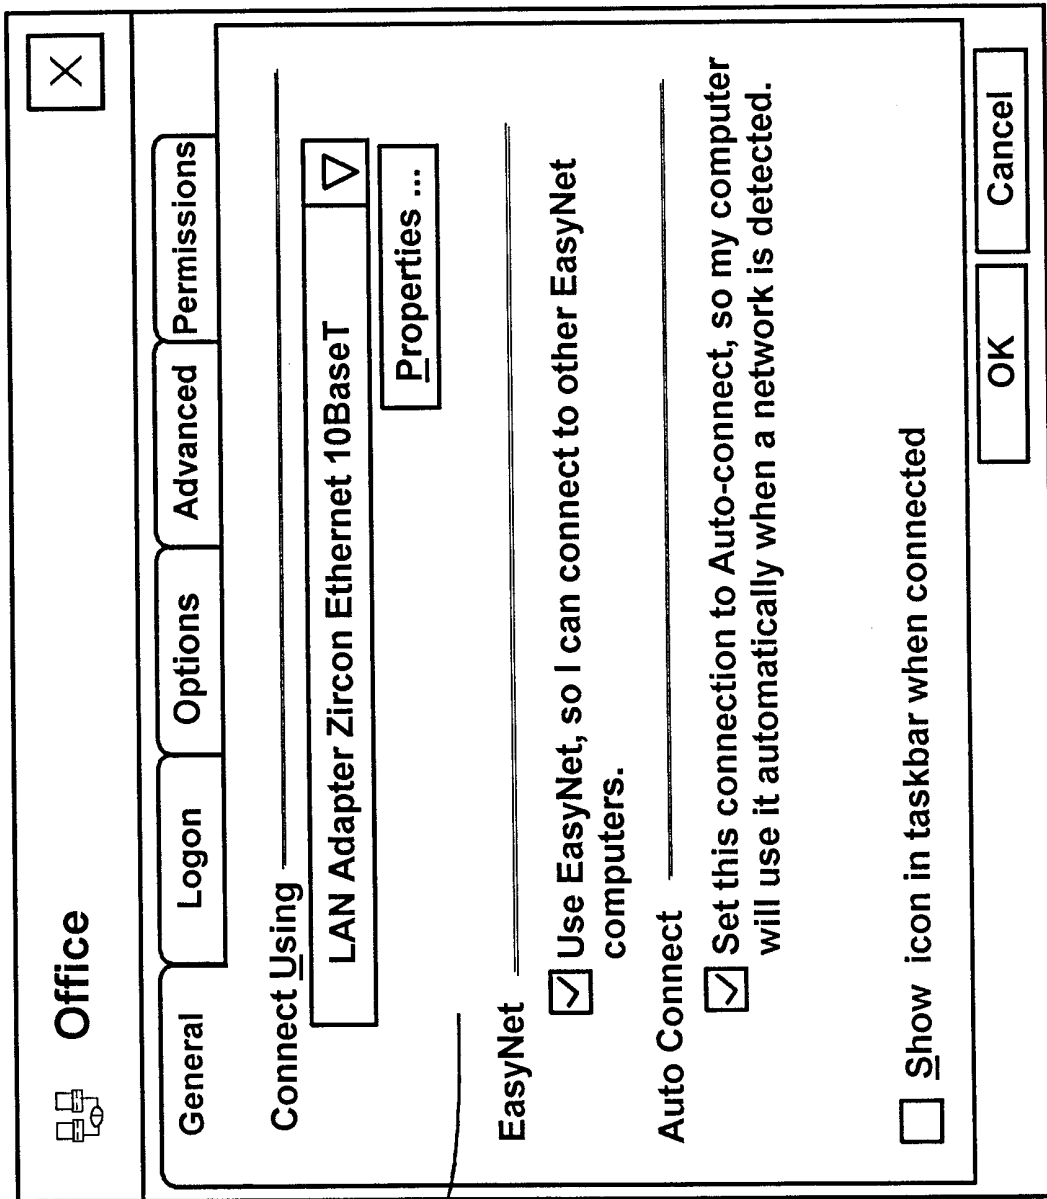 Office
X
General Logon Options Advanced Permissions
Connect Using
LAN Adapter Zircon Ethernet 10BaseT
Properties ...
EasyNet
Use EasyNet, so I can connect to other EasyNet
computers.
Auto Connect
Set this connection to Auto-connect, so my computer
will use it automatically when a network is detected.
Show icon in taskbar when connected
OK Cancel